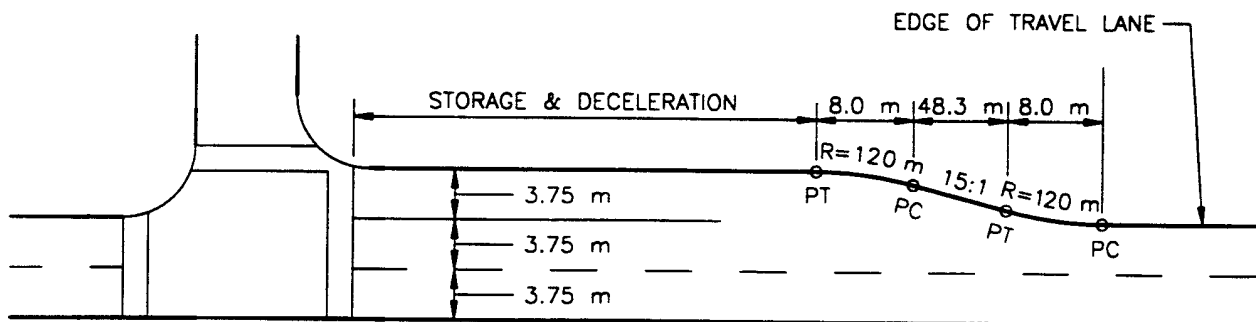 EDGE OF TRAVEL LANE
STORAGE & DECELERATION
8.0 m
48.3 m
8.0 m
R=120 m
15:1
R=120 m
PT
PC
PT
PC
3.75 m
3.75 m
3.75 m